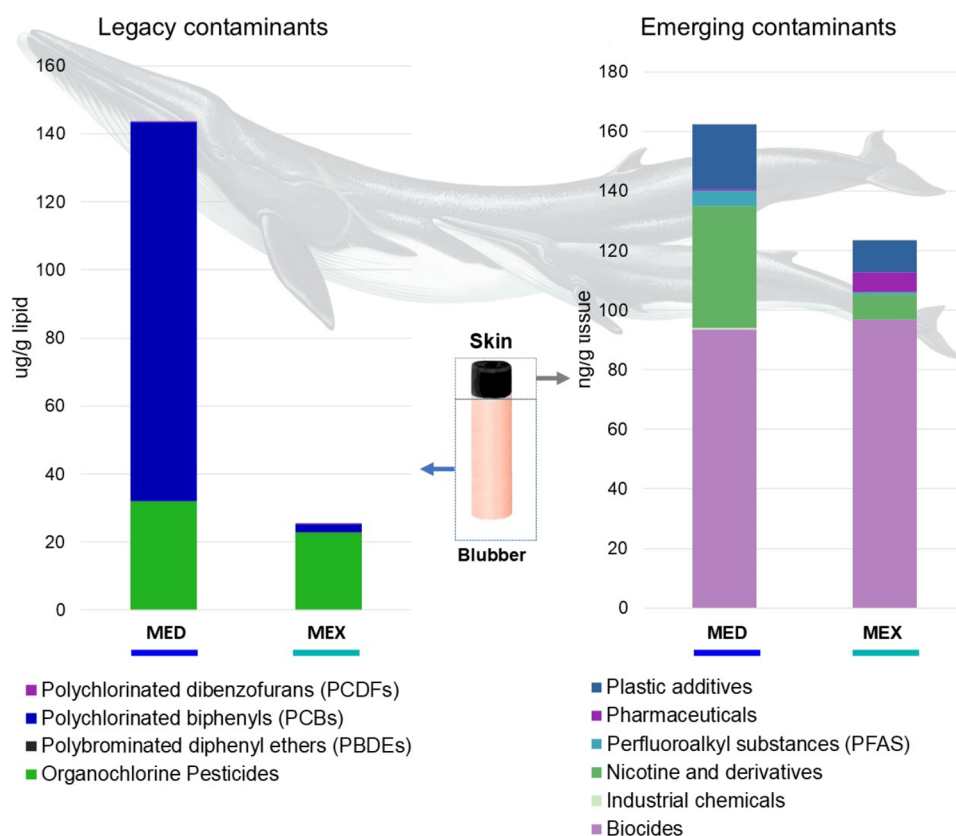 Legacy contaminants
160
140
120
100
80
60
40
20
0
ug/g lipid
MED
MEX
Polychlorinated dibenzofurans (PCDFs)
Polychlorinated biphenyls (PCBs)
Polybrominated diphenyl ethers (PBDEs)
Organochlorine Pesticides
Skin
Blubber
Emerging contaminants
180
160
140
120
100
80
60
40
20
0
ng/g tissue
MED
MEX
Plastic additives
Pharmaceuticals
Perfluoroalkyl substances (PFAS)
Nicotine and derivatives
Industrial chemicals
Biocides